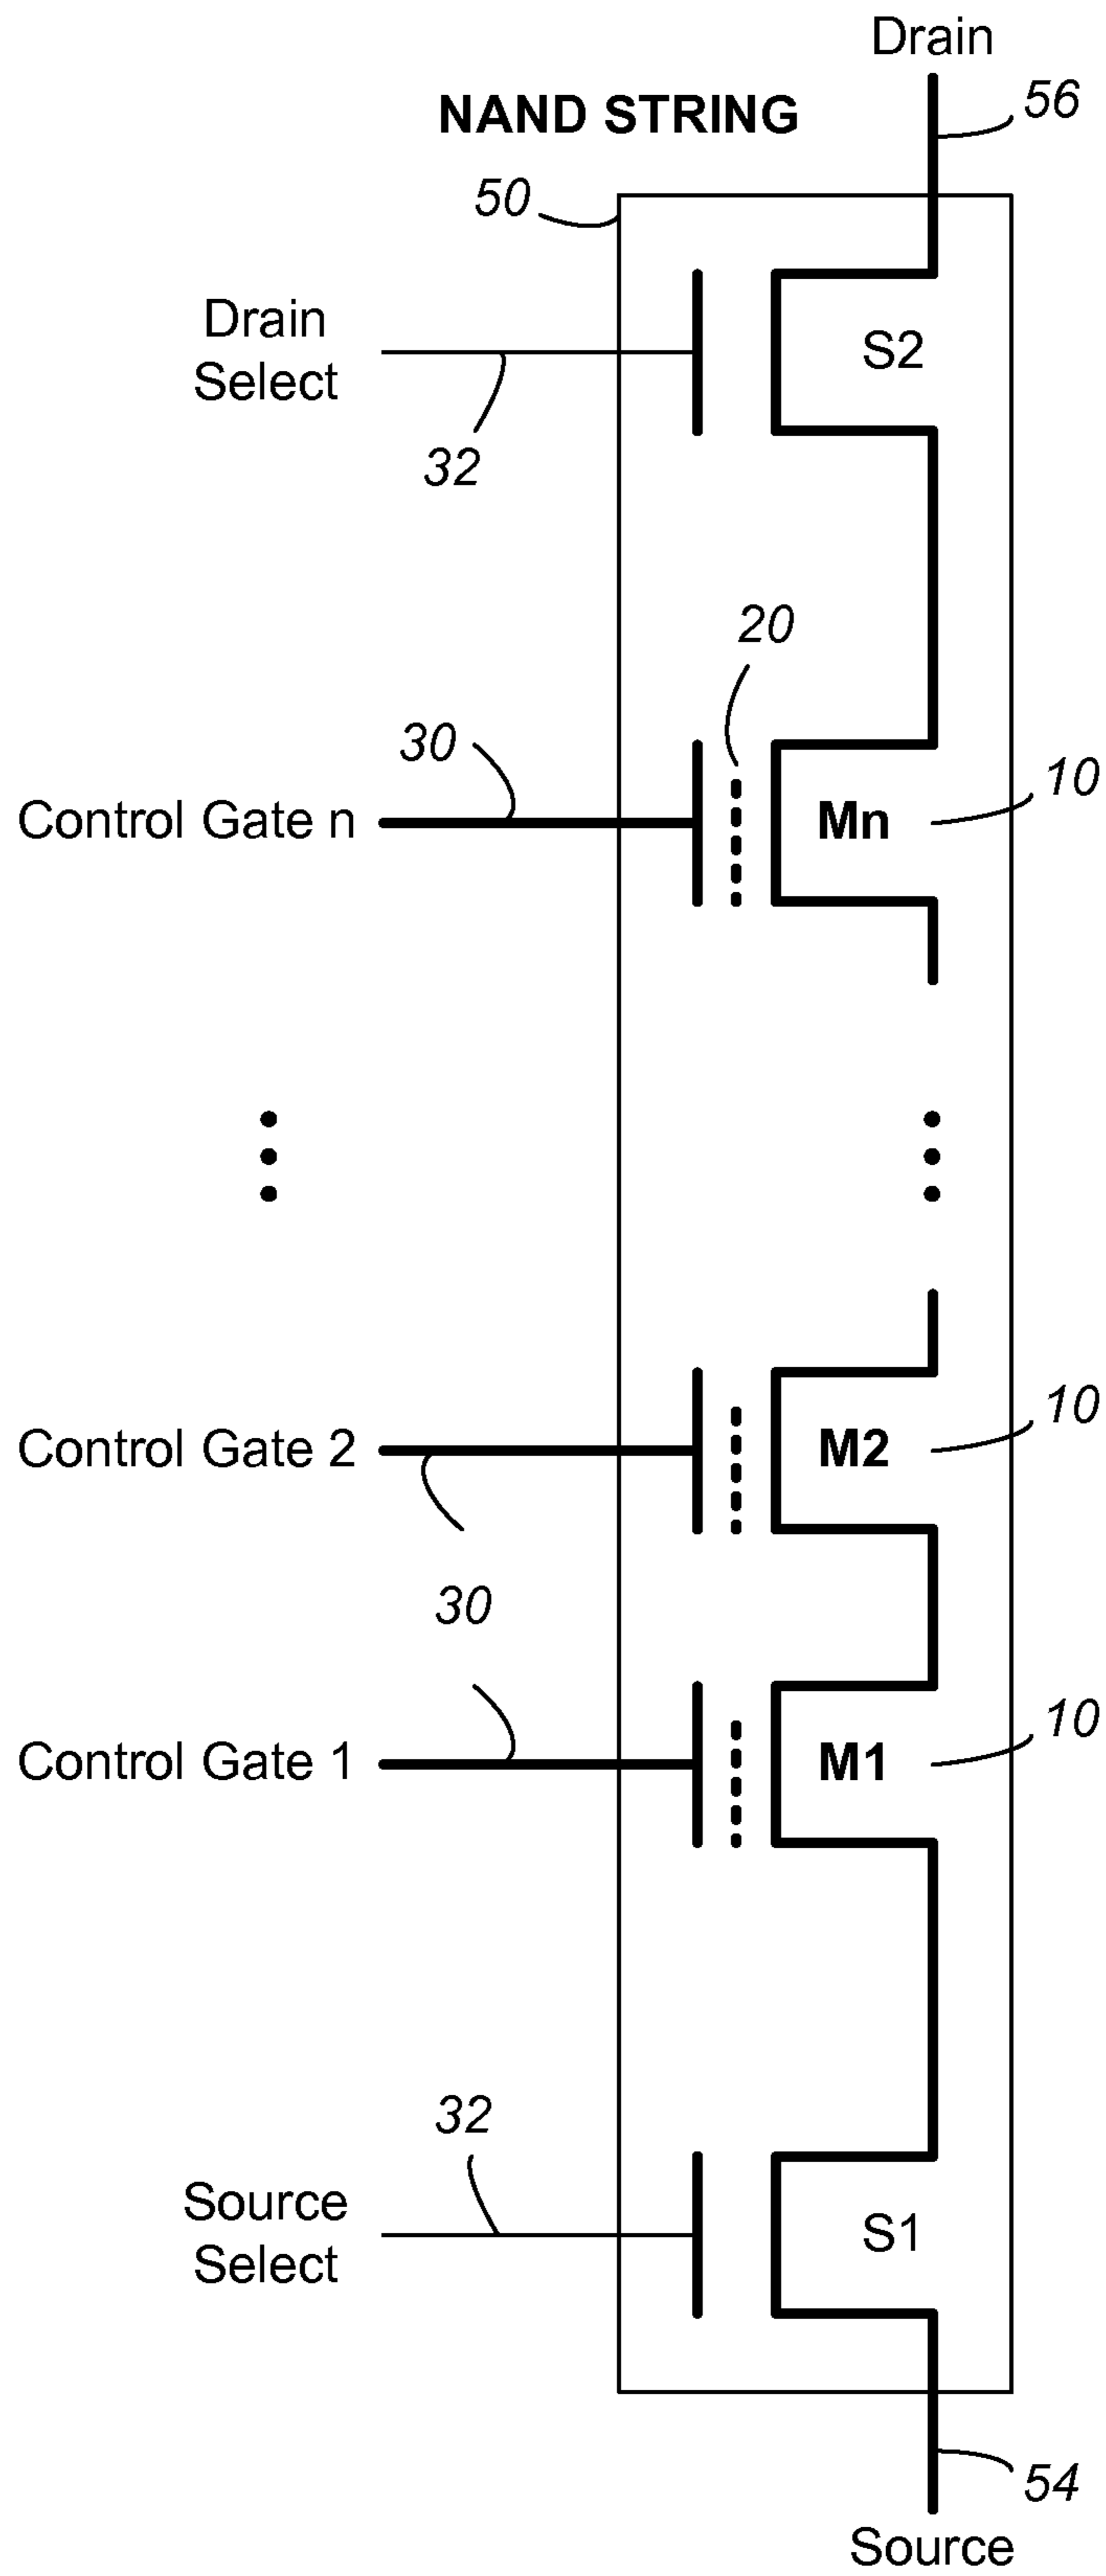 Drain
56
NAND STRING
50
Drain
Select
S2
32
20
30
10
Control Gate n
Mn
10
Control Gate 2
M2
30
10
Control Gate 1
M1
32
Source
Select
S1
54
Source